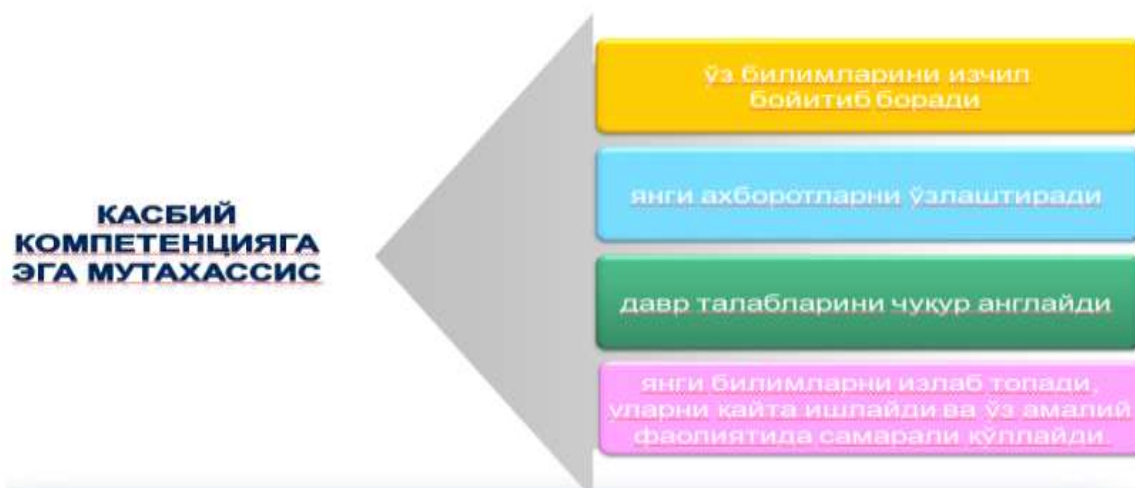 КАСБИЙ
КОМПЕТЕНЦИЯГА
ЭГА МУТАХАССИС
ўз билимларини изчил
бойитиб боради
янги ахборотларни ўзлаштиради
давр талабларини чуқур англайди
янги билимларни излаб топади,
уларни қайта ишлайди ва ўз амалий
фаолиятида самарали қўллайди.